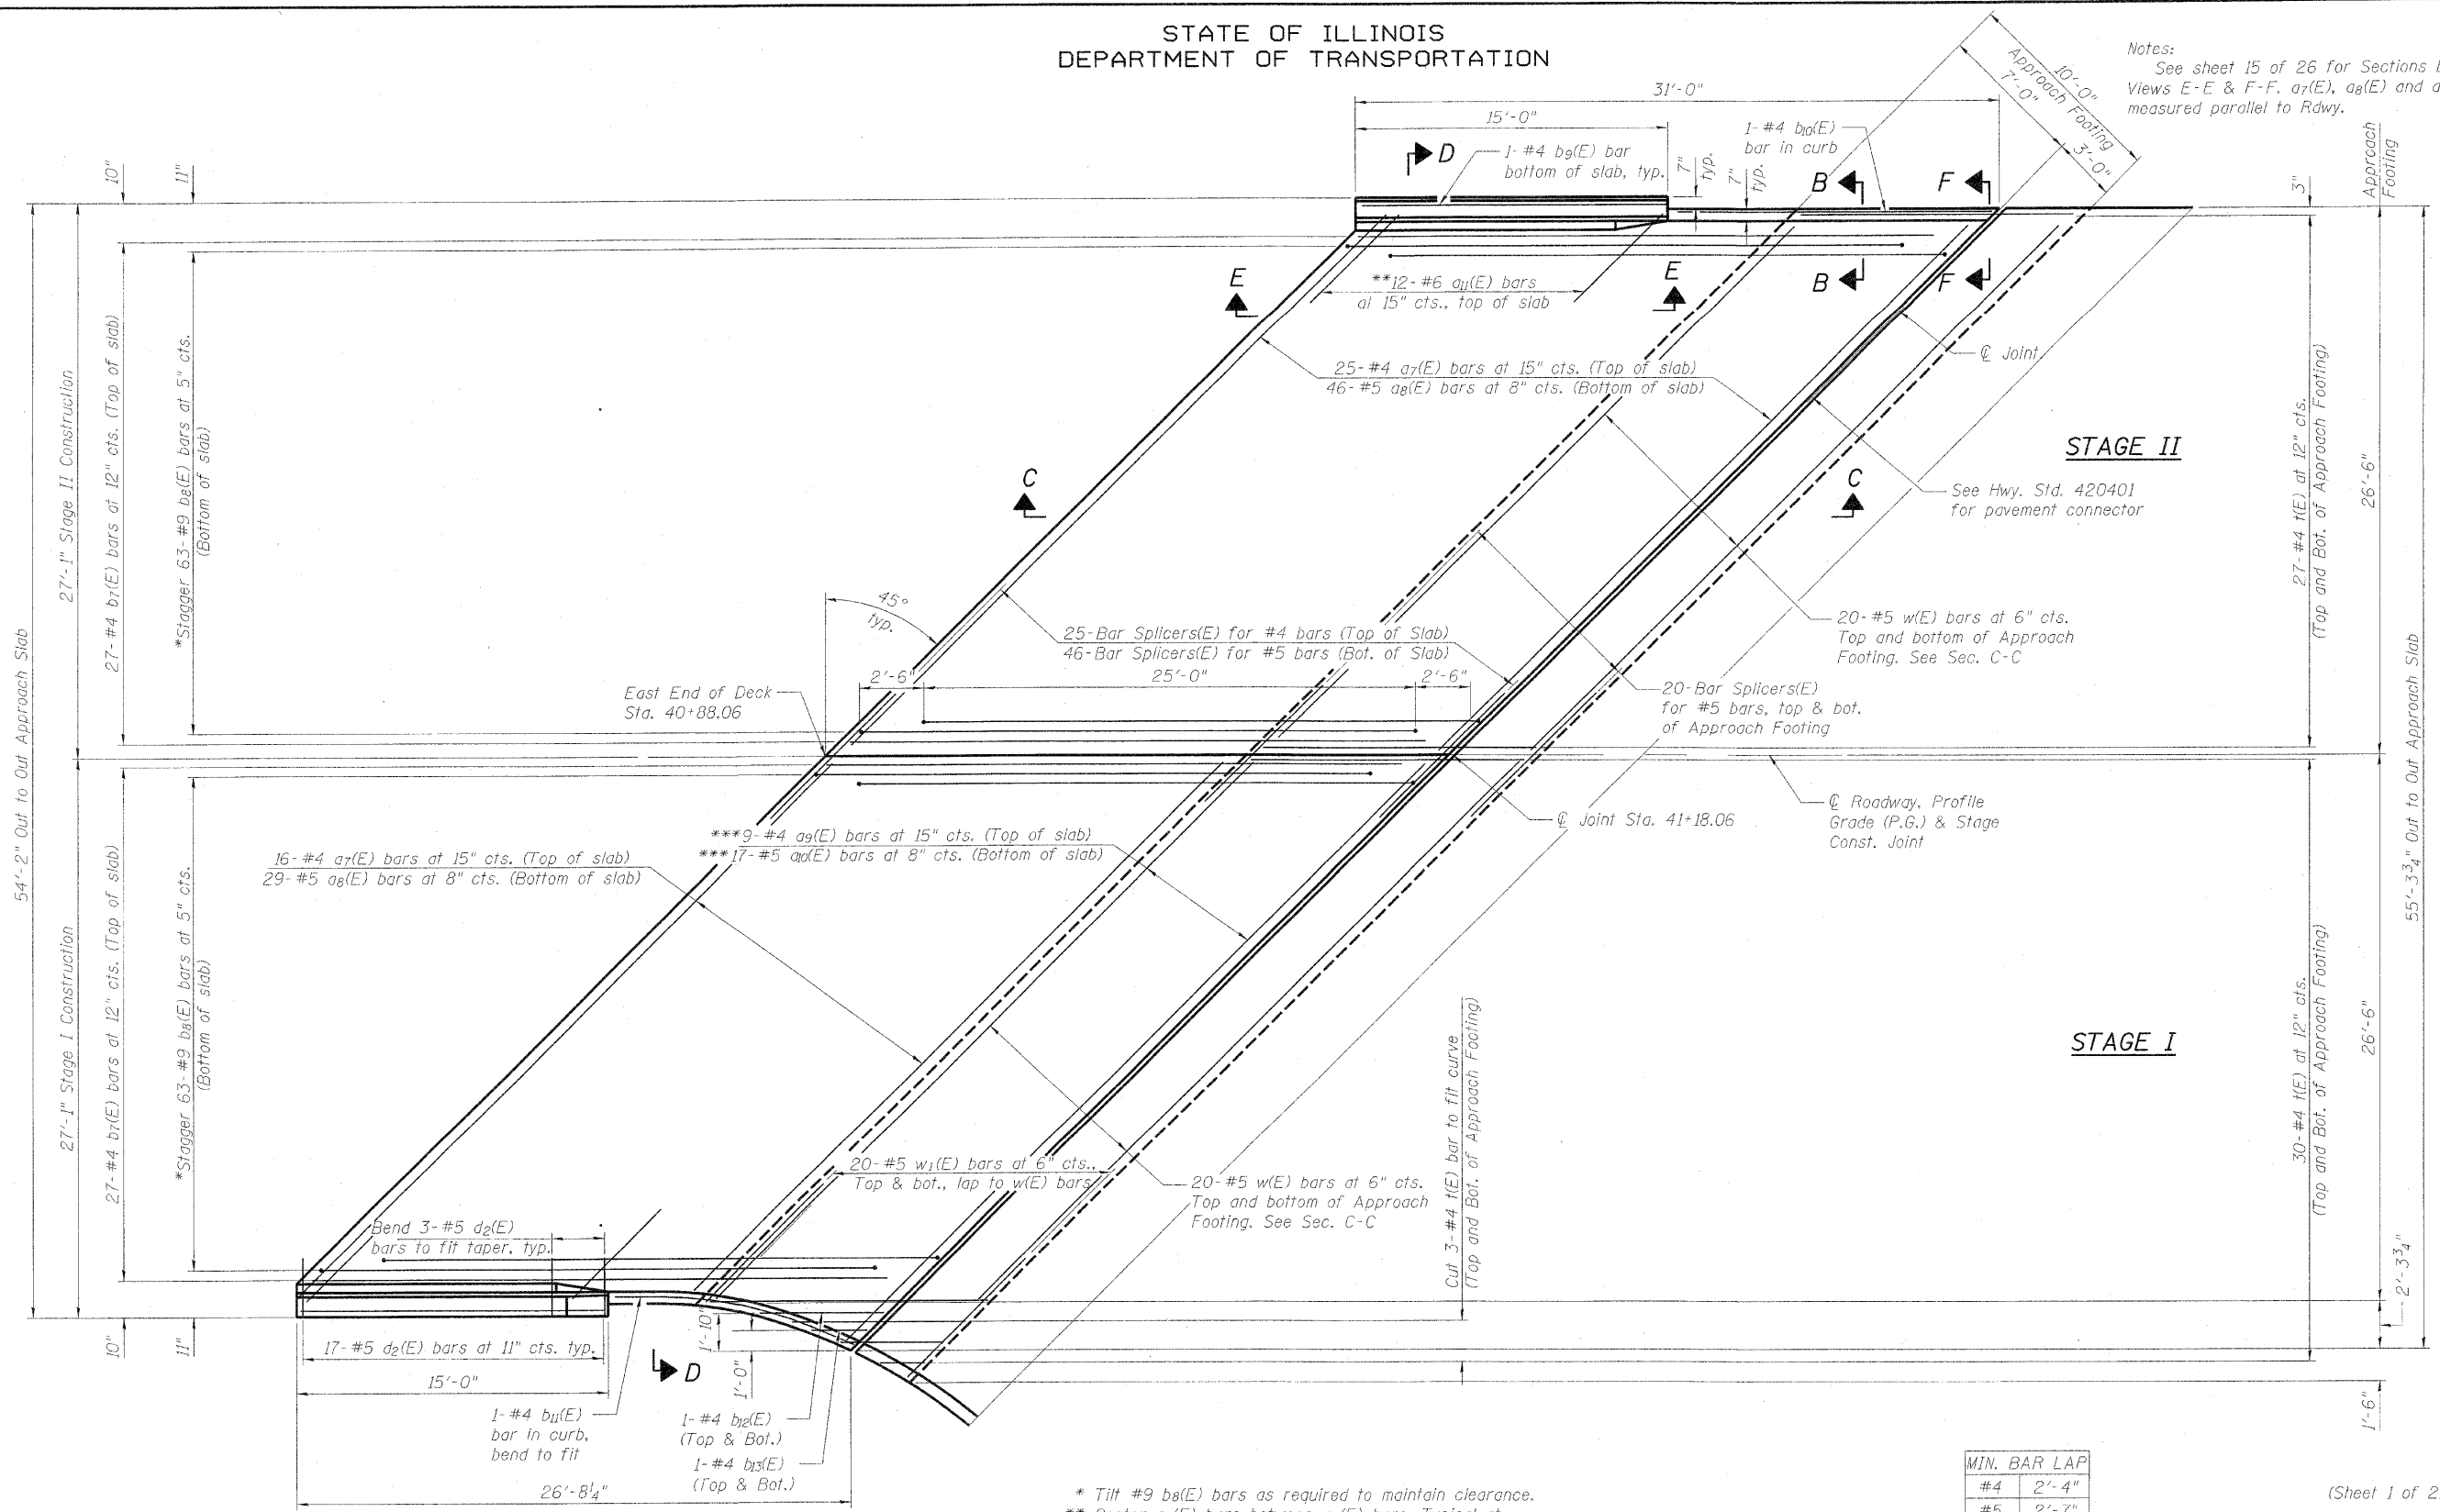 STATE OF ILLINOIS
DEPARTMENT OF TRANSPORTATION
Notes:
See sheet 15 of 26 for Sections
Views E-E & F-F. a7(E), a8(E) and
measured parallel to Rdwy.
10'-0"
Approach Footing
7'-0"
3'-0"
31'-0"
15'-0"
1-#4 b10(E)
bar in curb
D
1-#4 b9(E) bar
bottom of slab, typ.
7"
typ.
7"
typ.
B
F
3"
Approach
Footing
10"
11"
E
**12-#6 a11(E) bars
at 15" cts., top of slab
E
B
F
25-#4 a7(E) bars at 15" cts. (Top of slab)
46-#5 a8(E) bars at 8" cts. (Bottom of slab)
℄ Joint
STAGE II
C
C
See Hwy. Std. 420401
for pavement connector
54'-2" Out to Out Approach Slab
27'-1" Stage II Construction
27-#4 b7(E) bars at 12" cts. (Top of slab)
*Stagger 63-#9 b8(E) bars at 5" cts.
(Bottom of slab)
27-#4 t(E) at 12" cts.
(Top and Bot. of Approach Footing)
26'-6"
55'-3¾" Out to Out Approach Slab
45°
typ.
25-Bar Splicers(E) for #4 bars (Top of Slab)
46-Bar Splicers(E) for #5 bars (Bot. of Slab)
20-#5 w(E) bars at 6" cts.
Top and bottom of Approach
Footing. See Sec. C-C
2'-6"
25'-0"
2'-6"
East End of Deck
Sta. 40+88.06
20-Bar Splicers(E)
for #5 bars, top & bot.
of Approach Footing
℄ Joint Sta. 41+18.06
℄ Roadway, Profile
Grade (P.G.) & Stage
Const. Joint
***9-#4 a9(E) bars at 15" cts. (Top of slab)
***17-#5 a10(E) bars at 8" cts. (Bottom of slab)
16-#4 a7(E) bars at 15" cts. (Top of slab)
29-#5 a8(E) bars at 8" cts. (Bottom of slab)
27'-1" Stage I Construction
27-#4 b7(E) bars at 12" cts. (Top of slab)
*Stagger 63-#9 b8(E) bars at 5" cts.
(Bottom of slab)
STAGE I
Cut 3-#4 t(E) bar to fit curve
(Top and Bot. of Approach Footing)
30-#4 t(E) at 12" cts.
(Top and Bot. of Approach Footing)
26'-6"
2'-3¾"
20-#5 w1(E) bars at 6" cts.,
Top & bot., lap to w(E) bars
20-#5 w(E) bars at 6" cts.
Top and bottom of Approach
Footing. See Sec. C-C
Bend 3-#5 d2(E)
bars to fit taper, typ.
10"
11"
17-#5 d2(E) bars at 11" cts. typ.
15'-0"
D
1'-10"
1'-0"
1'-6"
1-#4 b11(E)
bar in curb,
bend to fit
1-#4 b12(E)
(Top & Bot.)
1-#4 b13(E)
(Top & Bot.)
26'-8¼"
* Tilt #9 b8(E) bars as required to maintain clearance.
MIN. BAR LAP
#4 2'-4"
#5 2'-7"
(Sheet 1 of 2